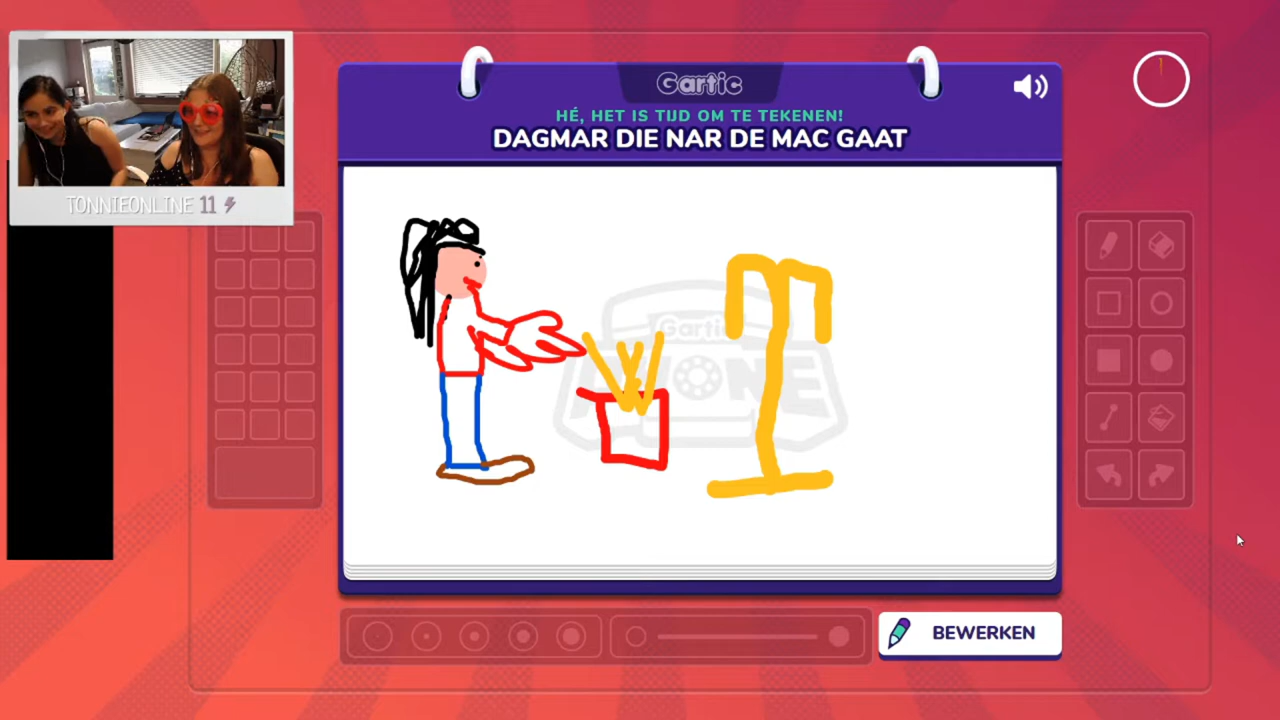 Gartic
HÉ, HET IS TIJD OM TE TEKENEN!
DAGMAR DIE NAR DE MAC GAAT
TONNIEONLINE 11
Gartic
PHONE
BEWERKEN